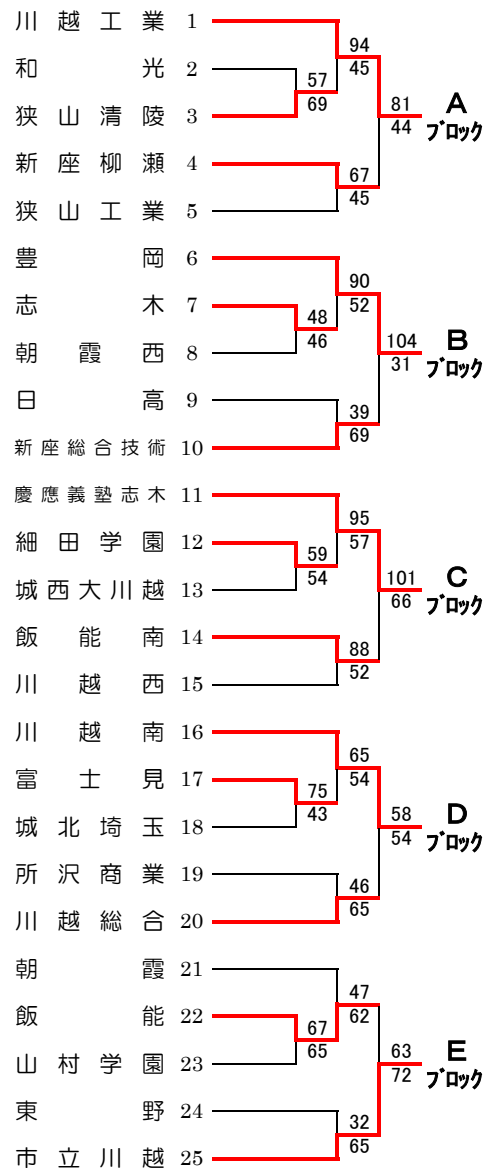 川越工業 1
94
和光 2
45
57
狭山清陵 3
69
81
A
44
ブロック
新座柳瀬 4
67
狭山工業 5
45
豊岡 6
90
志木 7
52
48
朝霞西 8
46
104
B
31
ブロック
日高 9
39
新座総合技術 10
69
慶應義塾志木 11
95
細田学園 12
57
59
城西大川越 13
54
101
C
66
ブロック
飯能南 14
88
川越西 15
52
川越南 16
65
富士見 17
54
75
城北埼玉 18
43
58
D
54
ブロック
所沢商業 19
46
川越総合 20
65
朝霞 21
47
飯能 22
62
67
山村学園 23
65
63
E
72
ブロック
東野 24
32
市立川越 25
65